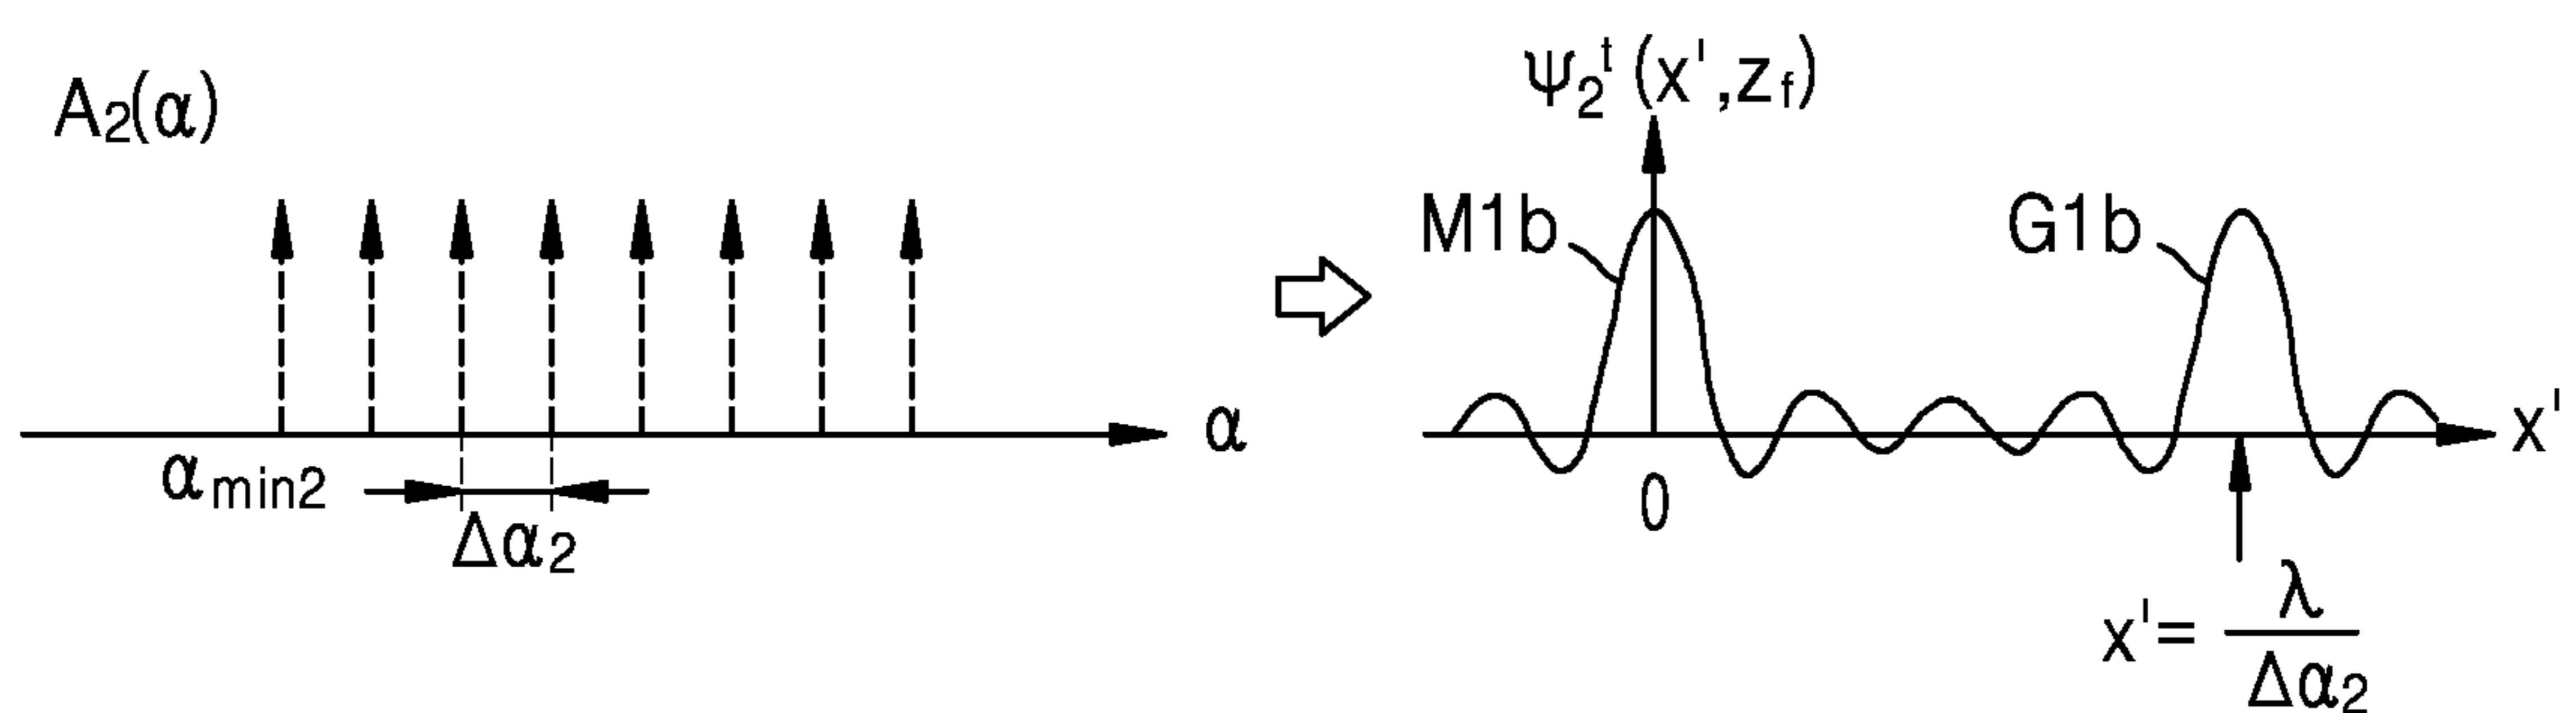 A₂(α)
α
αmin2
Δα₂
ψ₂ᵗ(x',zf)
M1b
G1b
x'
0
x'= λ/Δα₂